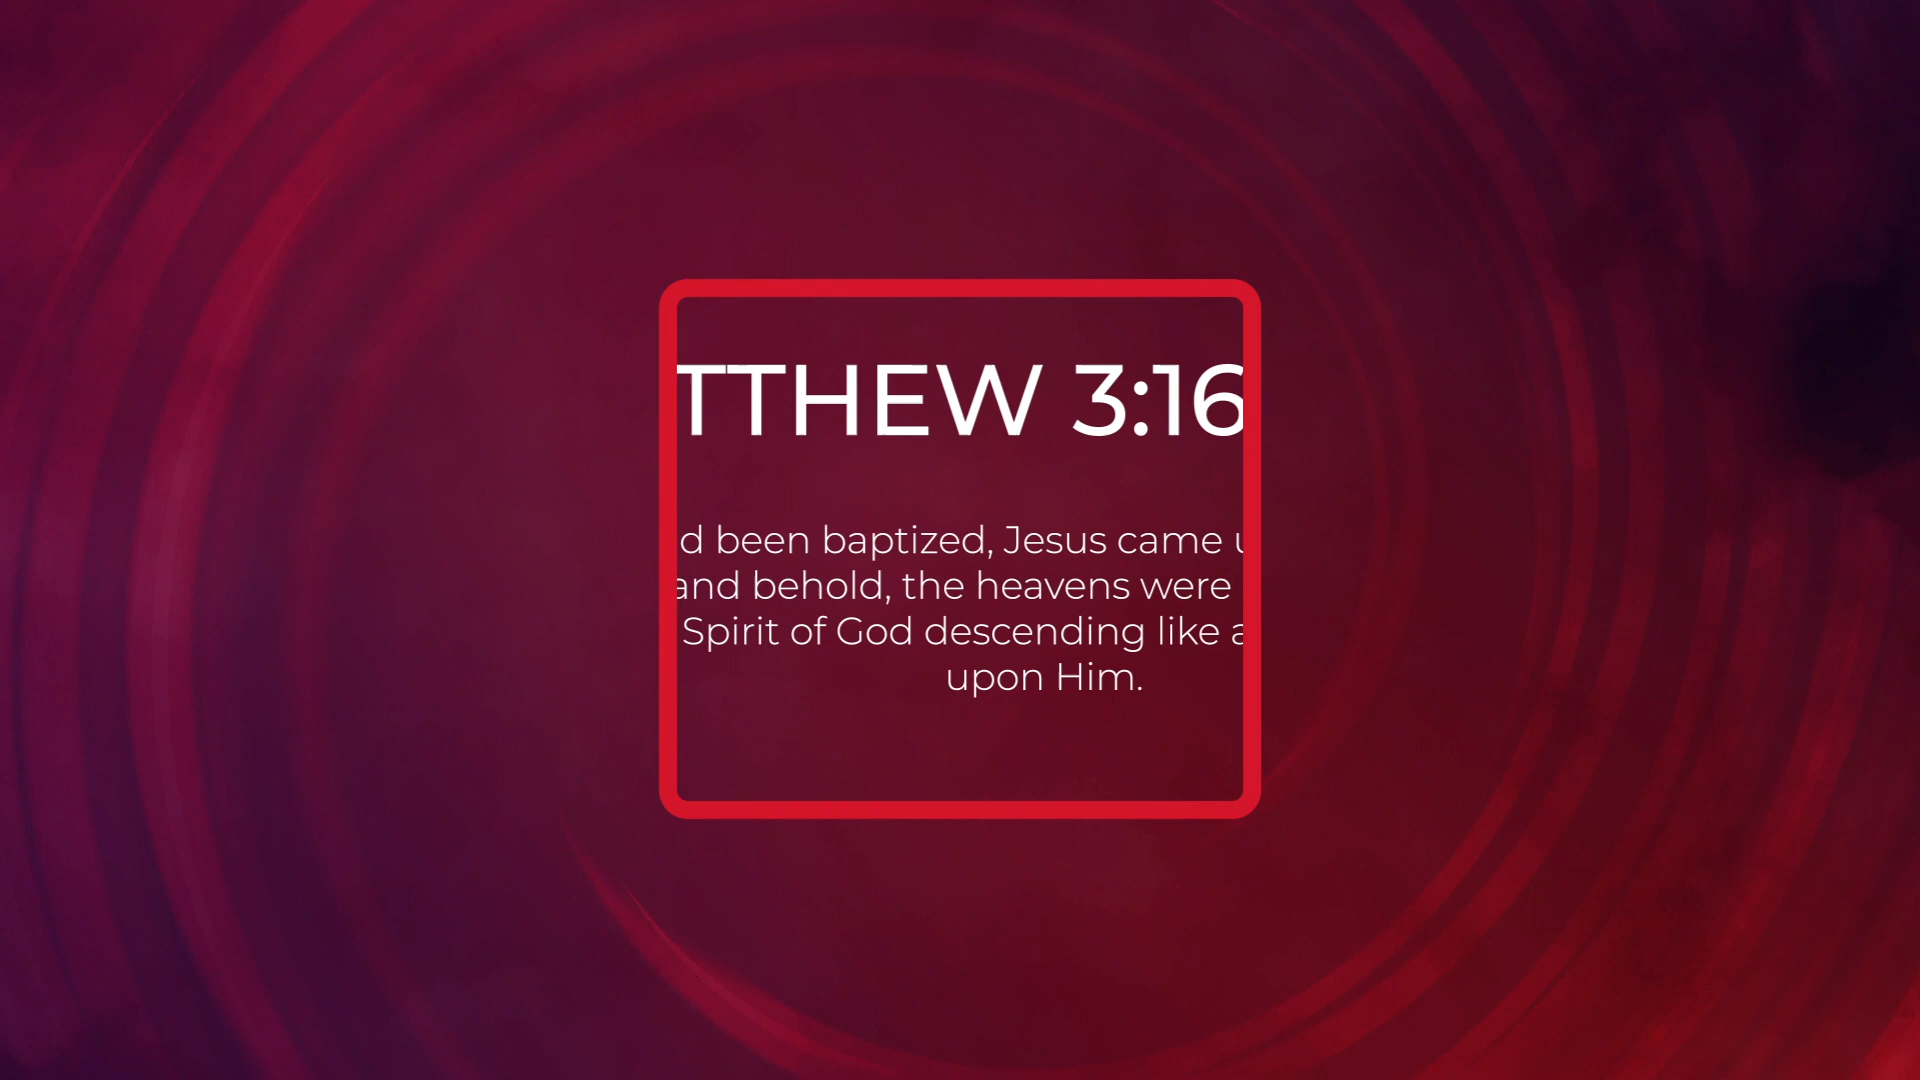 TTHEW 3:16
d been baptized, Jesus came
and behold, the heavens were
Spirit of God descending like a
upon Him.